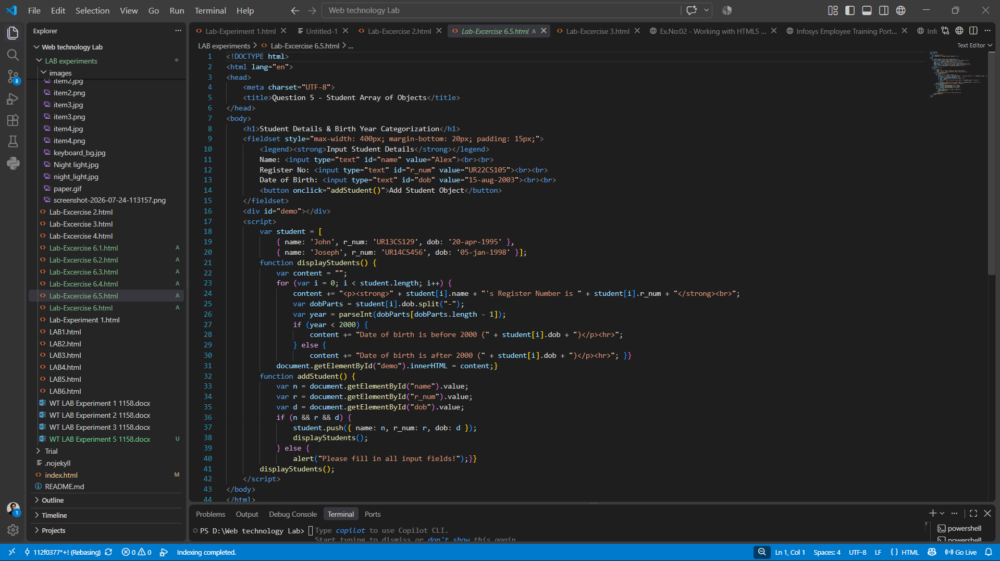 File Edit Selection View Go Run Terminal Help
Web technology Lab
Explorer
Web technology Lab
LAB experiments
images
item2.jpg
item2.png
item3.jpg
item3.png
item4.jpg
item4.png
keyboard_bg.jpg
Night light.jpg
night_light.jpg
paper.gif
screenshot-2026-07-24-113157.png
Lab-Excercise 2.html
Lab-Excercise 3.html
Lab-Excercise 4.html
Lab-Excercise 6.1.html A
Lab-Excercise 6.2.html A
Lab-Excercise 6.3.html A
Lab-Excercise 6.4.html A
Lab-Excercise 6.5.html A
Lab-Excercise 6.html A
Lab-Experiment 1.html
LAB1.html
LAB2.html
LAB3.html
LAB4.html
LAB5.html
LAB6.html
WT LAB Experiment 1 1158.docx
WT LAB Experiment 2 1158.docx
WT LAB Experiment 3 1158.docx
WT LAB Experiment 5 1158.docx U
Trial
.nojekyll
index.html M
README.md
Outline
Timeline
Projects
8
1
Lab-Experiment 1.html Untitled-1 Lab-Excercise 2.html Lab-Excercise 6.5.html A Lab-Excercise 3.html Ex.No:02 - Working with HTML5 ... Infosys Employee Training Port... Info
LAB experiments > Lab-Excercise 6.5.html > ...
Text Editor
1 <!DOCTYPE html>
2 <html lang="en">
3 <head>
4 <meta charset="UTF-8">
5 <title>Question 5 - Student Array of Objects</title>
6 </head>
7 <body>
8 <h1>Student Details & Birth Year Categorization</h1>
9 <fieldset style="max-width: 400px; margin-bottom: 20px; padding: 15px;">
10 <legend><strong>Input Student Details</strong></legend>
11 Name: <input type="text" id="name" value="Alex"><br><br>
12 Register No: <input type="text" id="r_num" value="UR22CS105"><br><br>
13 Date of Birth: <input type="text" id="dob" value="15-aug-2003"><br><br>
14 <button onclick="addStudent()">Add Student Object</button>
15 </fieldset>
16 <div id="demo"></div>
17 <script>
18 var student = [
19 { name: 'John', r_num: 'UR13CS129', dob: '20-apr-1995' },
20 { name: 'Joseph', r_num: 'UR14CS456', dob: '05-jan-1998' }];
21 function displayStudents() {
22 var content = "";
23 for (var i = 0; i < student.length; i++) {
24 content += "<p><strong>" + student[i].name + "'s Register Number is " + student[i].r_num + "</strong><br>";
25 var dobParts = student[i].dob.split("-");
26 var year = parseInt(dobParts[dobParts.length - 1]);
27 if (year < 2000) {
28 content += "Date of birth is before 2000 (" + student[i].dob + ")</p><hr>";
29 } else {
30 content += "Date of birth is after 2000 (" + student[i].dob + ")</p><hr>"; }}
31 document.getElementById("demo").innerHTML = content;}
32 function addStudent() {
33 var n = document.getElementById("name").value;
34 var r = document.getElementById("r_num").value;
35 var d = document.getElementById("dob").value;
36 if (n && r && d) {
37 student.push({ name: n, r_num: r, dob: d });
38 displayStudents();
39 } else {
40 alert("Please fill in all input fields!");}}
41 displayStudents();
42 </script>
43 </body>
44 </html>
Problems Output Debug Console Terminal Ports
PS D:\Web technology Lab> Type copilot to use Copilot CLI.
Start typing to dismiss or don't show this again
powershell
powershell
112f0377*+! (Rebasing) 0 0 Indexing completed.
Ln 1, Col 1 Spaces: 4 UTF-8 LF { } HTML Go Live